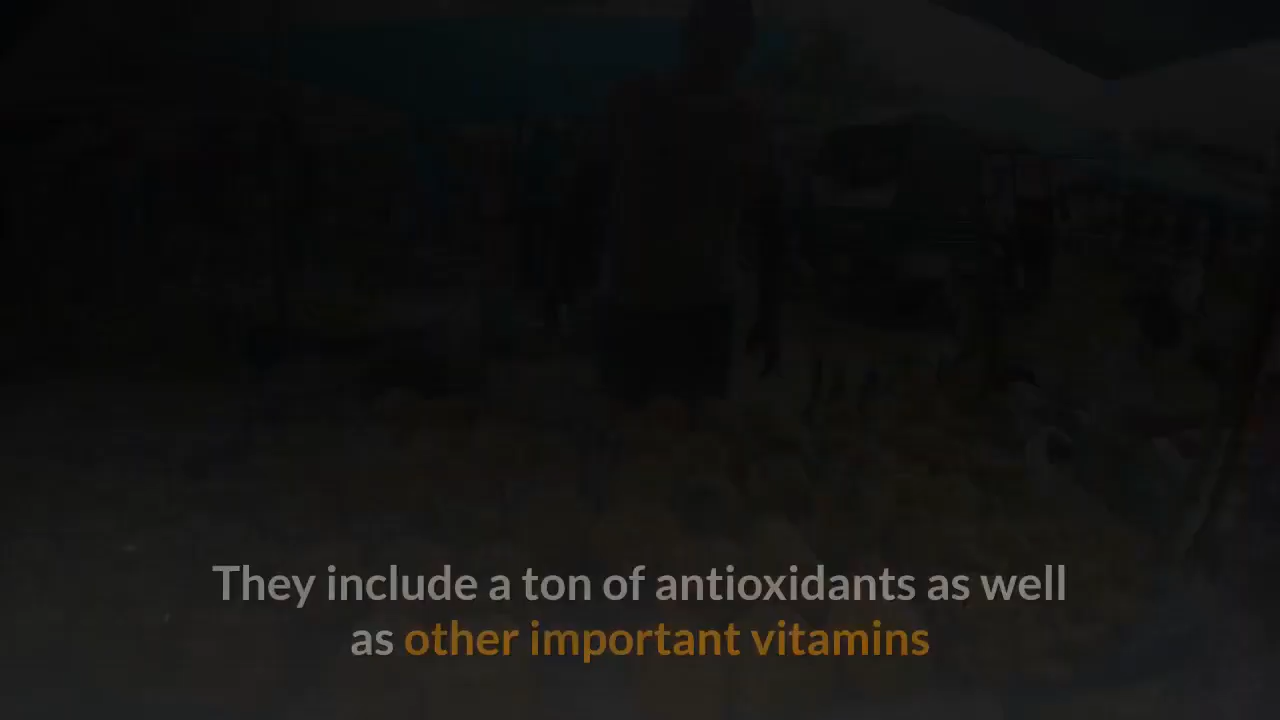 They include a ton of antioxidants as well
as other important vitamins